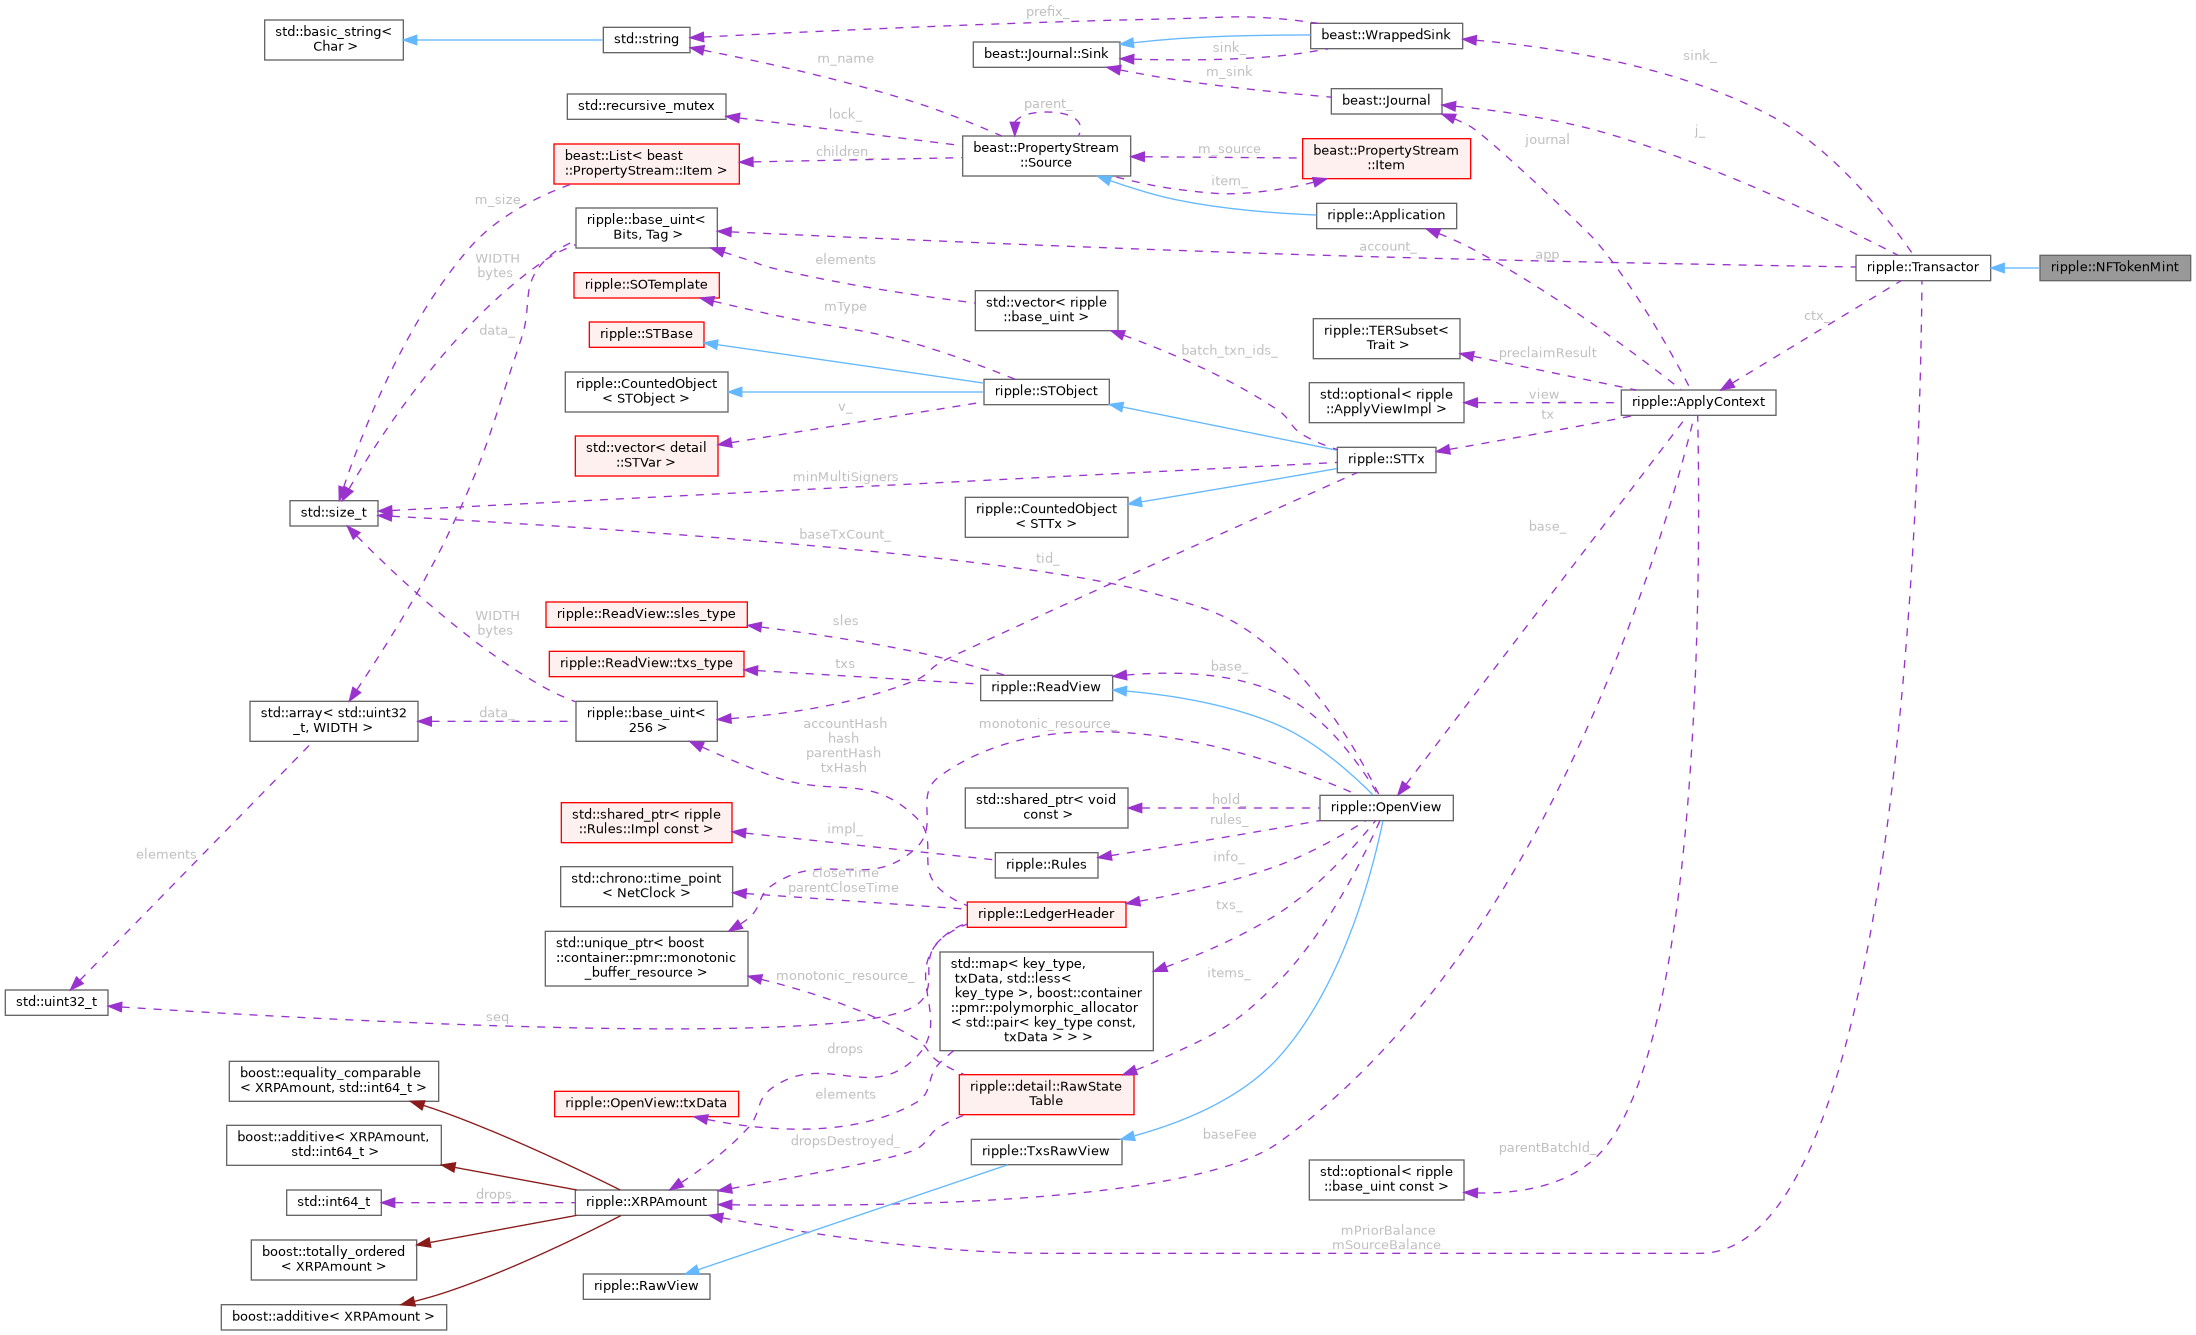 prefix_
std::basic_string<
Char >
std::string
beast::WrappedSink
beast::Journal::Sink
sink_
sink_
m_name
m_sink
std::recursive_mutex
lock_
parent_
beast::Journal
j_
journal
beast::List< beast
::PropertyStream::Item >
children_
beast::PropertyStream
::Source
m_source
item_
beast::PropertyStream
::Item
m_size
ripple::base_uint<
Bits, Tag >
ripple::Application
account_
app
WIDTH
bytes
elements
ripple::Transactor
ripple::NFTokenMint
ripple::SOTemplate
mType
std::vector< ripple
::base_uint >
ctx_
data_
ripple::STBase
batch_txn_ids_
ripple::TERSubset<
Trait >
preclaimResult
ripple::CountedObject
< STObject >
ripple::STObject
std::optional< ripple
::ApplyViewImpl >
view_
ripple::ApplyContext
v_
tx
std::vector< detail
::STVar >
ripple::STTx
minMultiSigners
std::size_t
ripple::CountedObject
< STTx >
baseTxCount_
base_
tid_
ripple::ReadView::sles_type
sles
WIDTH
bytes
ripple::ReadView::txs_type
txs
base_
ripple::ReadView
std::array< std::uint32
_t, WIDTH >
data_
ripple::base_uint<
256 >
accountHash
hash
parentHash
txHash
monotonic_resource_
std::shared_ptr< void
const >
hold_
ripple::OpenView
std::shared_ptr< ripple
::Rules::Impl const >
impl_
rules_
ripple::Rules
elements
info_
std::chrono::time_point
< NetClock >
closeTime
parentCloseTime
ripple::LedgerHeader
txs_
std::unique_ptr< boost
::container::pmr::monotonic
_buffer_resource >
monotonic_resource_
std::map< key_type,
txData, std::less<
key_type >, boost::container
::pmr::polymorphic_allocator
< std::pair< key_type const,
txData > > >
items_
std::uint32_t
seq
drops
boost::equality_comparable
< XRPAmount, std::int64_t >
ripple::OpenView::txData
elements
ripple::detail::RawState
Table
boost::additive< XRPAmount,
std::int64_t >
dropsDestroyed_
ripple::TxsRawView
baseFee
parentBatchId_
std::optional< ripple
::base_uint const >
std::int64_t
drops_
ripple::XRPAmount
mPriorBalance
mSourceBalance
boost::totally_ordered
< XRPAmount >
ripple::RawView
boost::additive< XRPAmount >